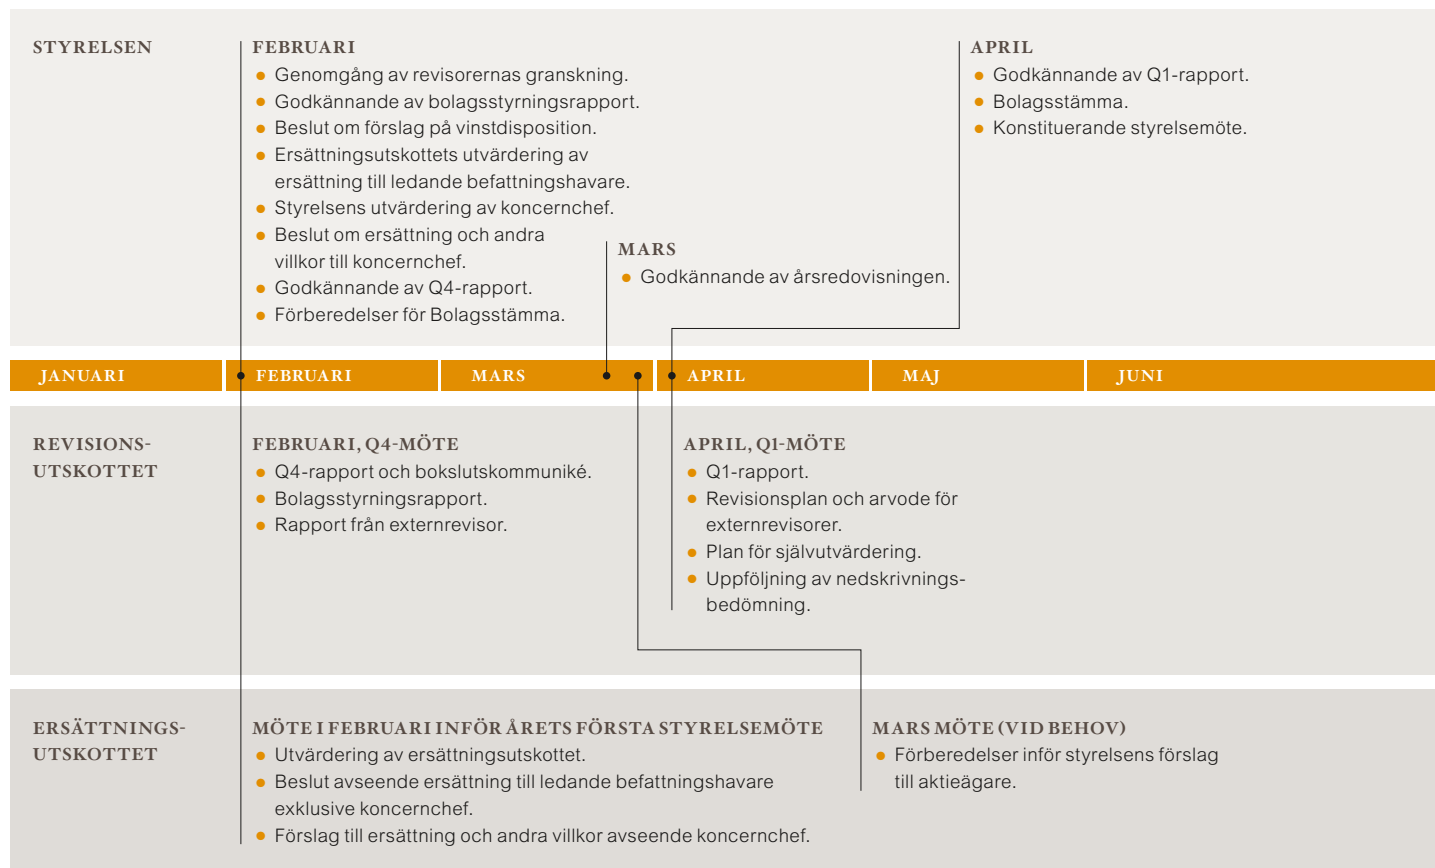 STYRELSEN
FEBRUARI
Genomgång av revisorernas granskning.
Godkännande av bolagsstyrningsrapport.
Beslut om förslag på vinstdisposition.
Ersättningsutskottets utvärdering av
ersättning till ledande befattningshavare.
Styrelsens utvärdering av koncernchef.
Beslut om ersättning och andra
villkor till koncernchef.
Godkännande av Q4-rapport.
Förberedelser för Bolagsstämma.
MARS
Godkännande av årsredovisningen.
APRIL
Godkännande av Q1-rapport.
Bolagsstämma.
Konstituerande styrelsemöte.
JANUARI
FEBRUARI
MARS
APRIL
MAJ
JUNI
REVISIONS-
UTSKOTTET
FEBRUARI, Q4-MÖTE
Q4-rapport och bokslutskommuniké.
Bolagsstyrningsrapport.
Rapport från externrevisor.
APRIL, Q1-MÖTE
Q1-rapport.
Revisionsplan och arvode för
externrevisorer.
Plan för självutvärdering.
Uppföljning av nedskrivnings-
bedömning.
ERSÄTTNINGS-
UTSKOTTET
MÖTE I FEBRUARI INFÖR ÅRETS FÖRSTA STYRELSEMÖTE
Utvärdering av ersättningsutskottet.
Beslut avseende ersättning till ledande befattningshavare
exklusive koncernchef.
Förslag till ersättning och andra villkor avseende koncernchef.
MARS MÖTE (VID BEHOV)
Förberedelser inför styrelsens förslag
till aktieägare.